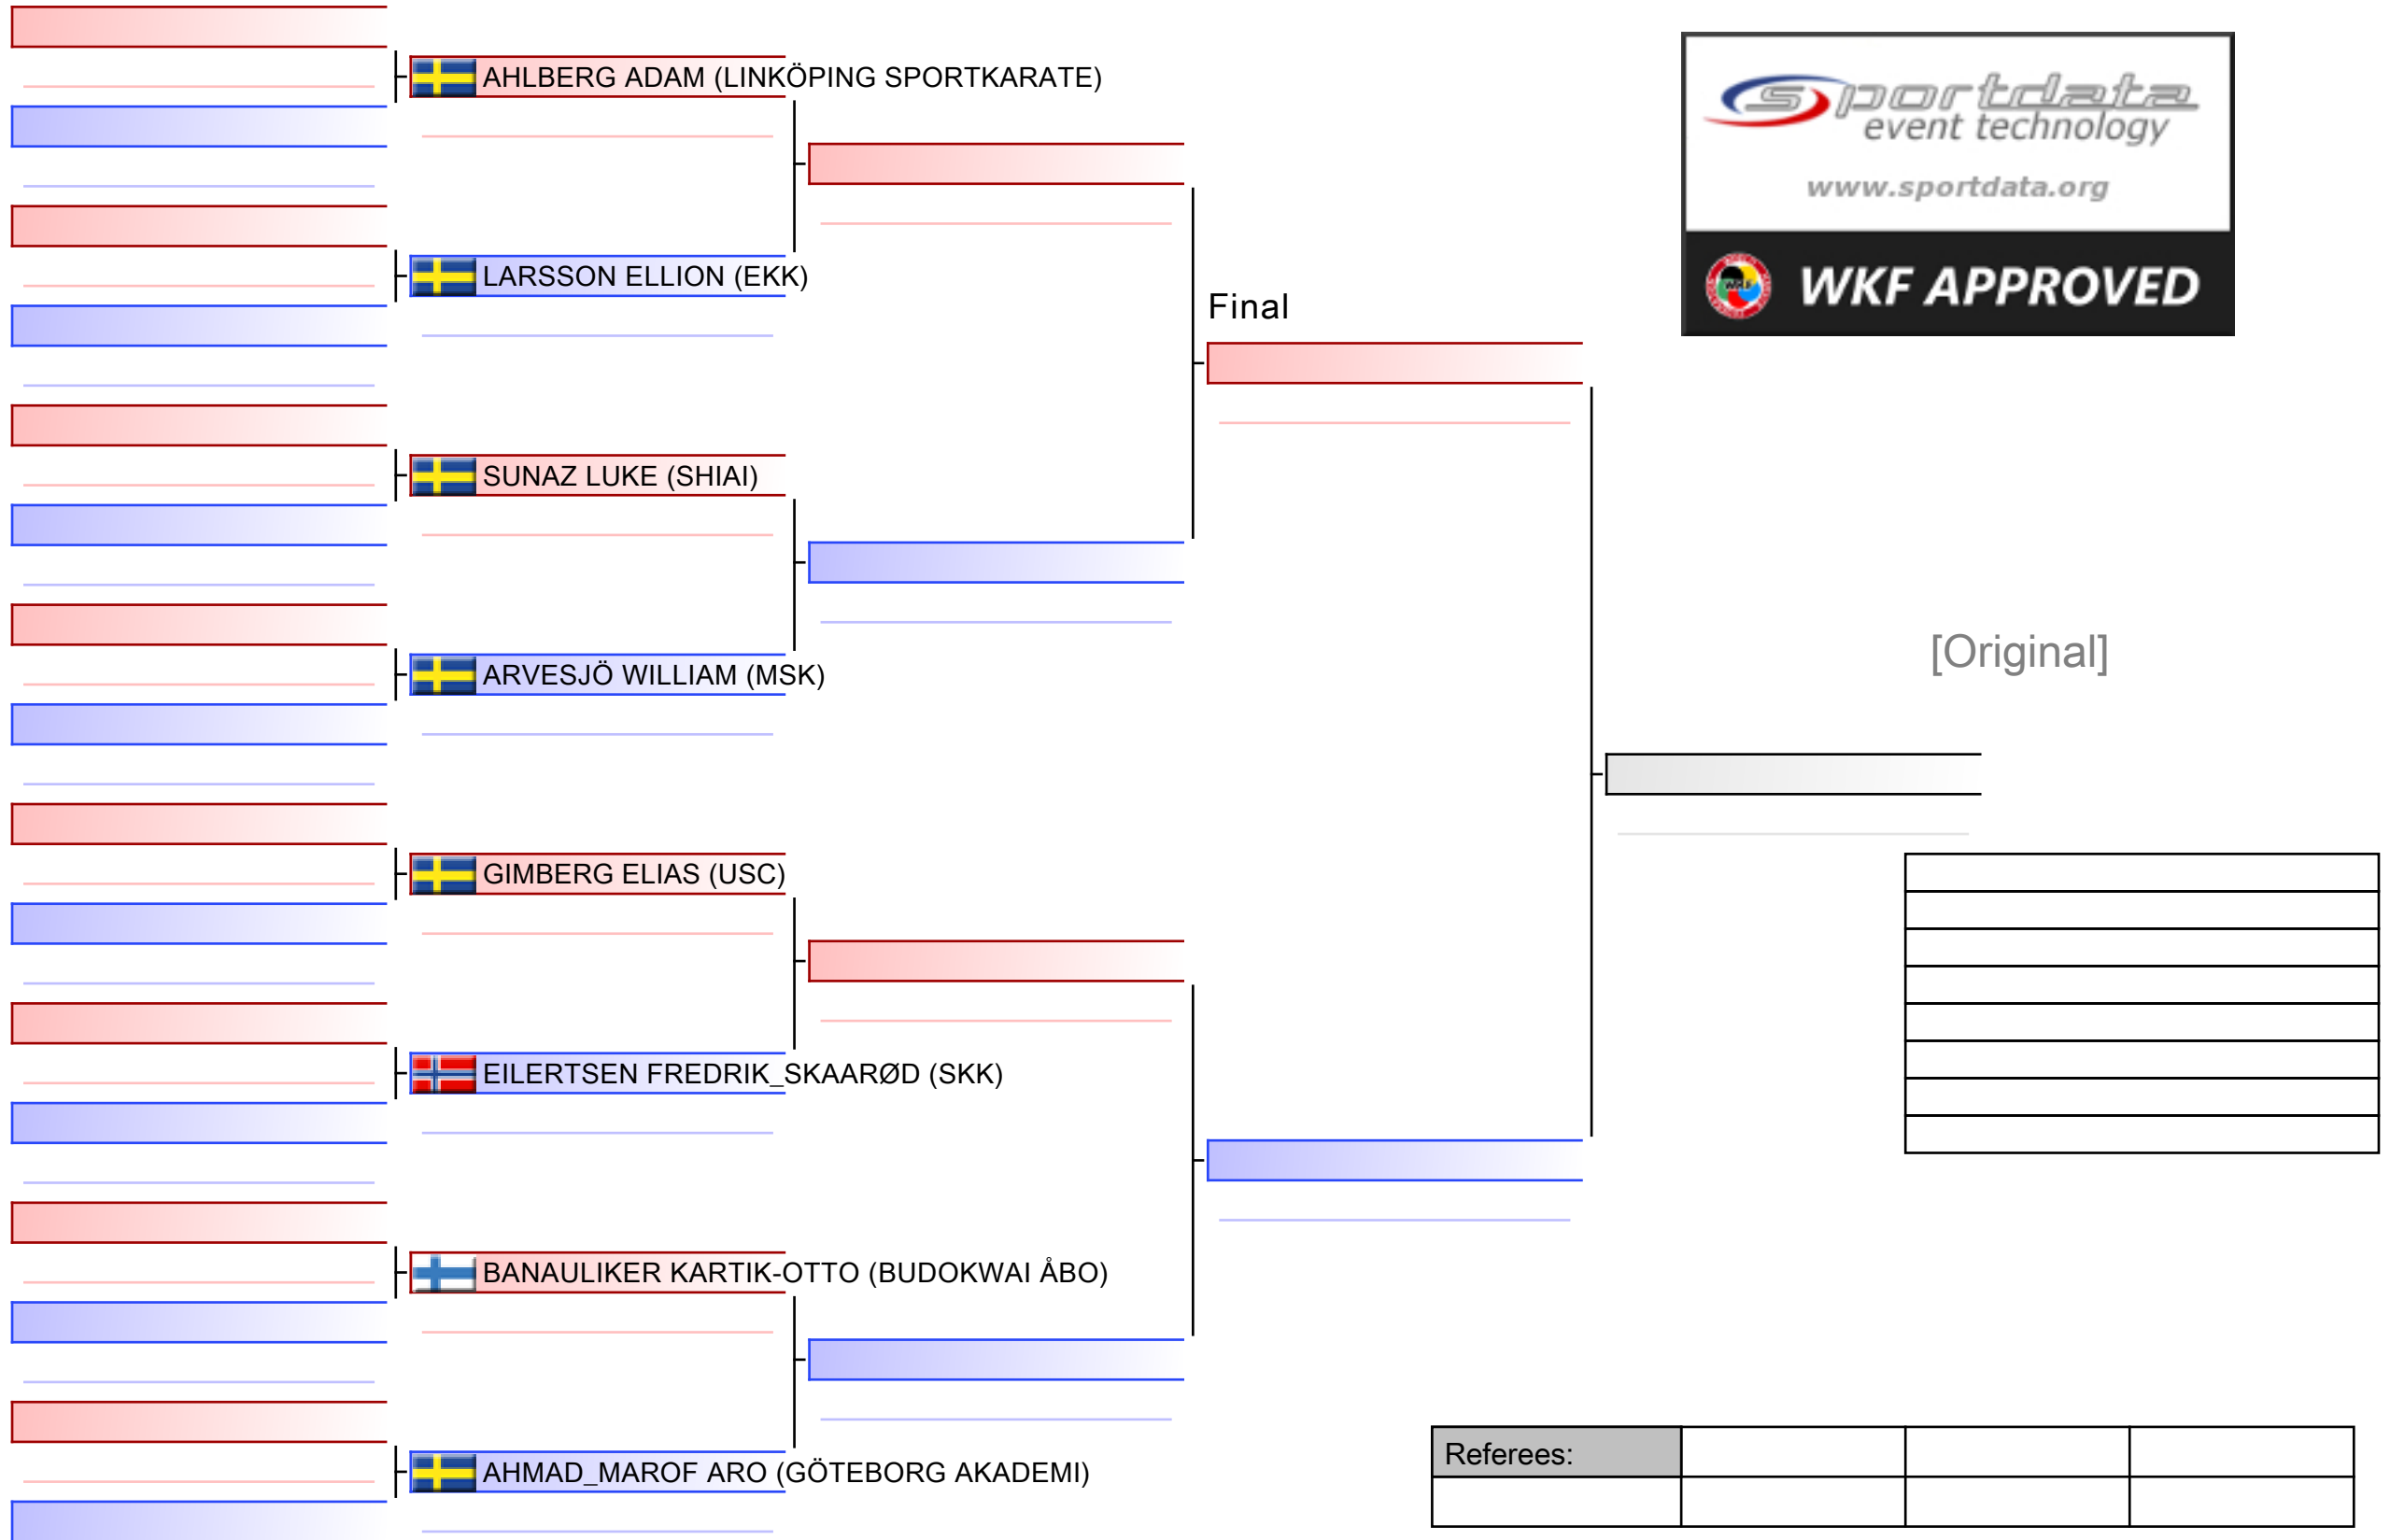 AHLBERG ADAM (LINKÖPING SPORTKARATE)
LARSSON ELLION (EKK)
SUNAZ LUKE (SHIAI)
ARVESJÖ WILLIAM (MSK)
GIMBERG ELIAS (USC)
EILERTSEN FREDRIK_SKAARØD (SKK)
BANAULIKER KARTIK-OTTO (BUDOKWAI ÅBO)
AHMAD_MAROF ARO (GÖTEBORG AKADEMI)
Final
sportdata
event technology
www.sportdata.org
WKF APPROVED
[Original]
Referees: